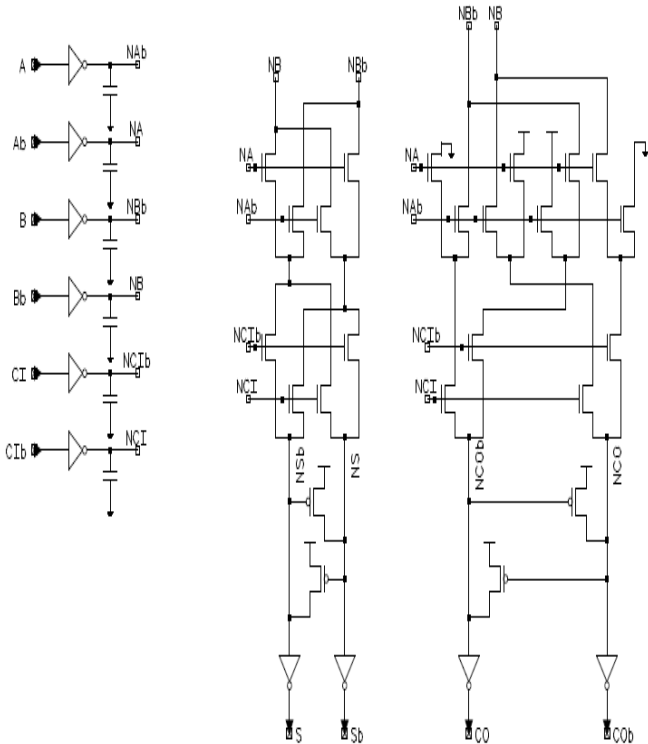 A NAb
Ab NA
B NBb
Bb NB
CI NCIb
CIb NCI
NB NBb
NA
NAb
NCIb
NCI
NSb NS
S Sb
NBb NB
NA
NAb
NCIb
NCI
NCOb NCO
CO COb